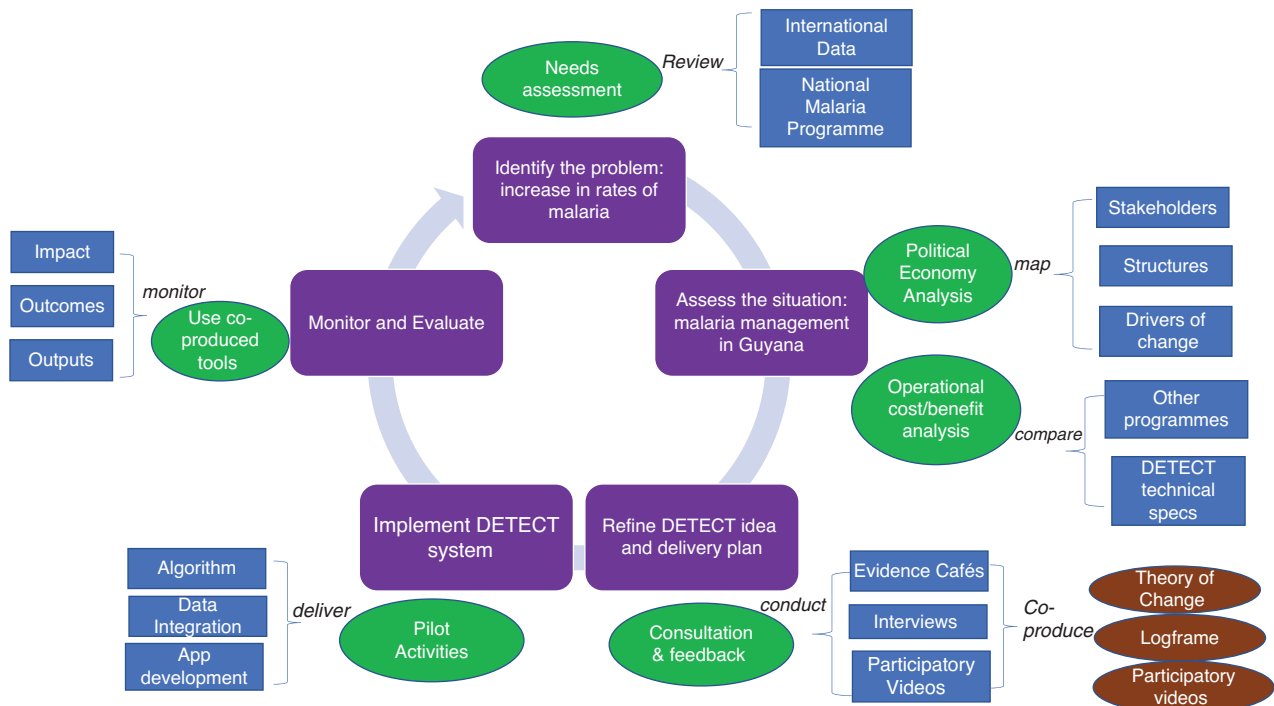 International
Data
Needs
assessment
Review
National
Malaria
Programme
Identify the problem:
increase in rates of
malaria
Stakeholders
Political
Economy
Analysis
map
Structures
Drivers of
change
Assess the situation:
malaria management
in Guyana
Operational
cost/benefit
analysis
compare
Other
programmes
DETECT
technical
specs
Refine DETECT idea
and delivery plan
Consultation
& feedback
conduct
Evidence Cafés
Interviews
Participatory
Videos
Co-
produce
Theory of
Change
Logframe
Participatory
videos
Implement DETECT
system
Pilot
Activities
deliver
Algorithm
Data
Integration
App
development
Monitor and Evaluate
Use co-
produced
tools
monitor
Impact
Outcomes
Outputs